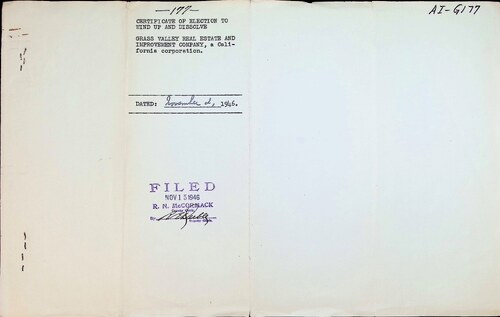 -177-
AI-G177
CERTIFICATE OF ELECTION TO
WIND UP AND DISSOLVE
GRASS VALLEY REAL ESTATE AND
IMPROVEMENT COMPANY, a Cali-
fornia corporation.
DATED: November 1946.
FILED
NOV 15 1946
R. N. McCORMACK
By